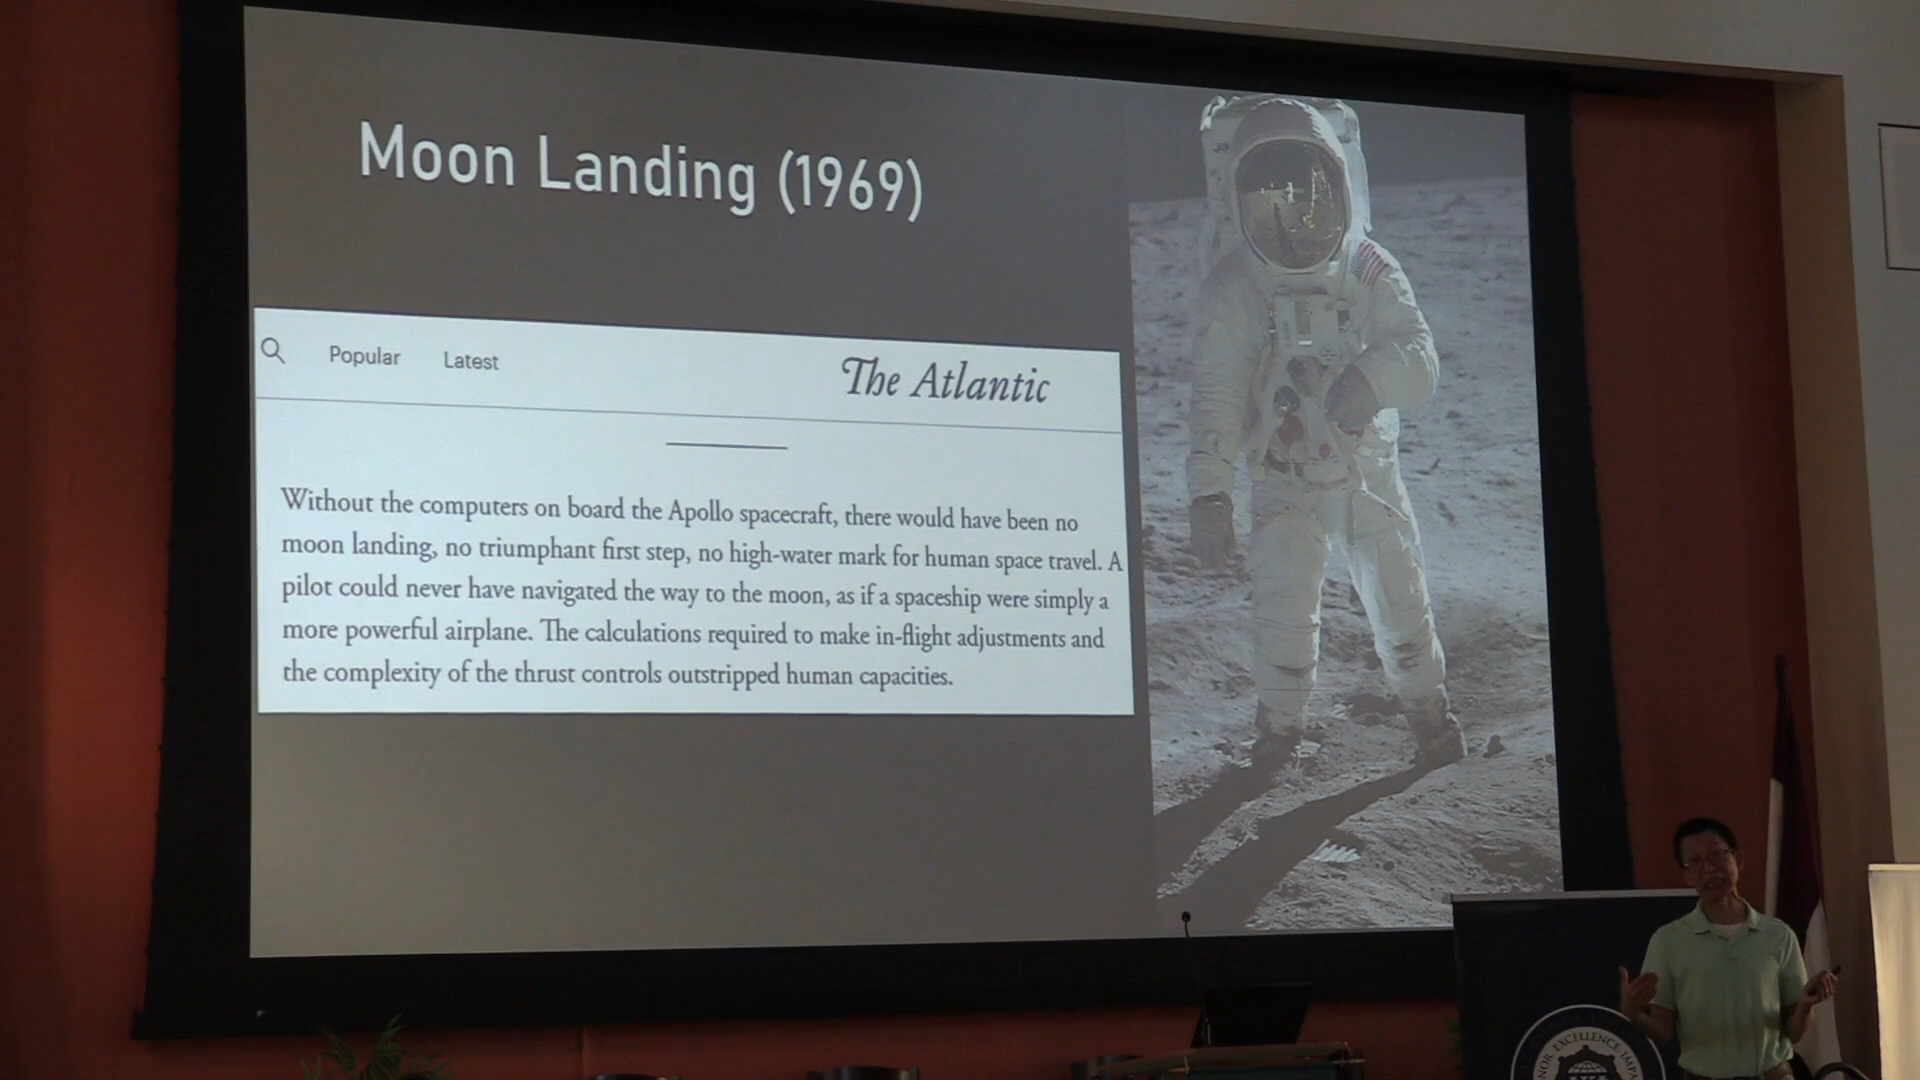 Moon Landing (1969)
Popular Latest The Atlantic
Without the computers on board the Apollo spacecraft, there would have been no
moon landing, no triumphant first step, no high-water mark for human space travel. A
pilot could never have navigated the way to the moon, as if a spaceship were simply a
more powerful airplane. The calculations required to make in-flight adjustments and
the complexity of the thrust controls outstripped human capacities.
EXCELLENCE